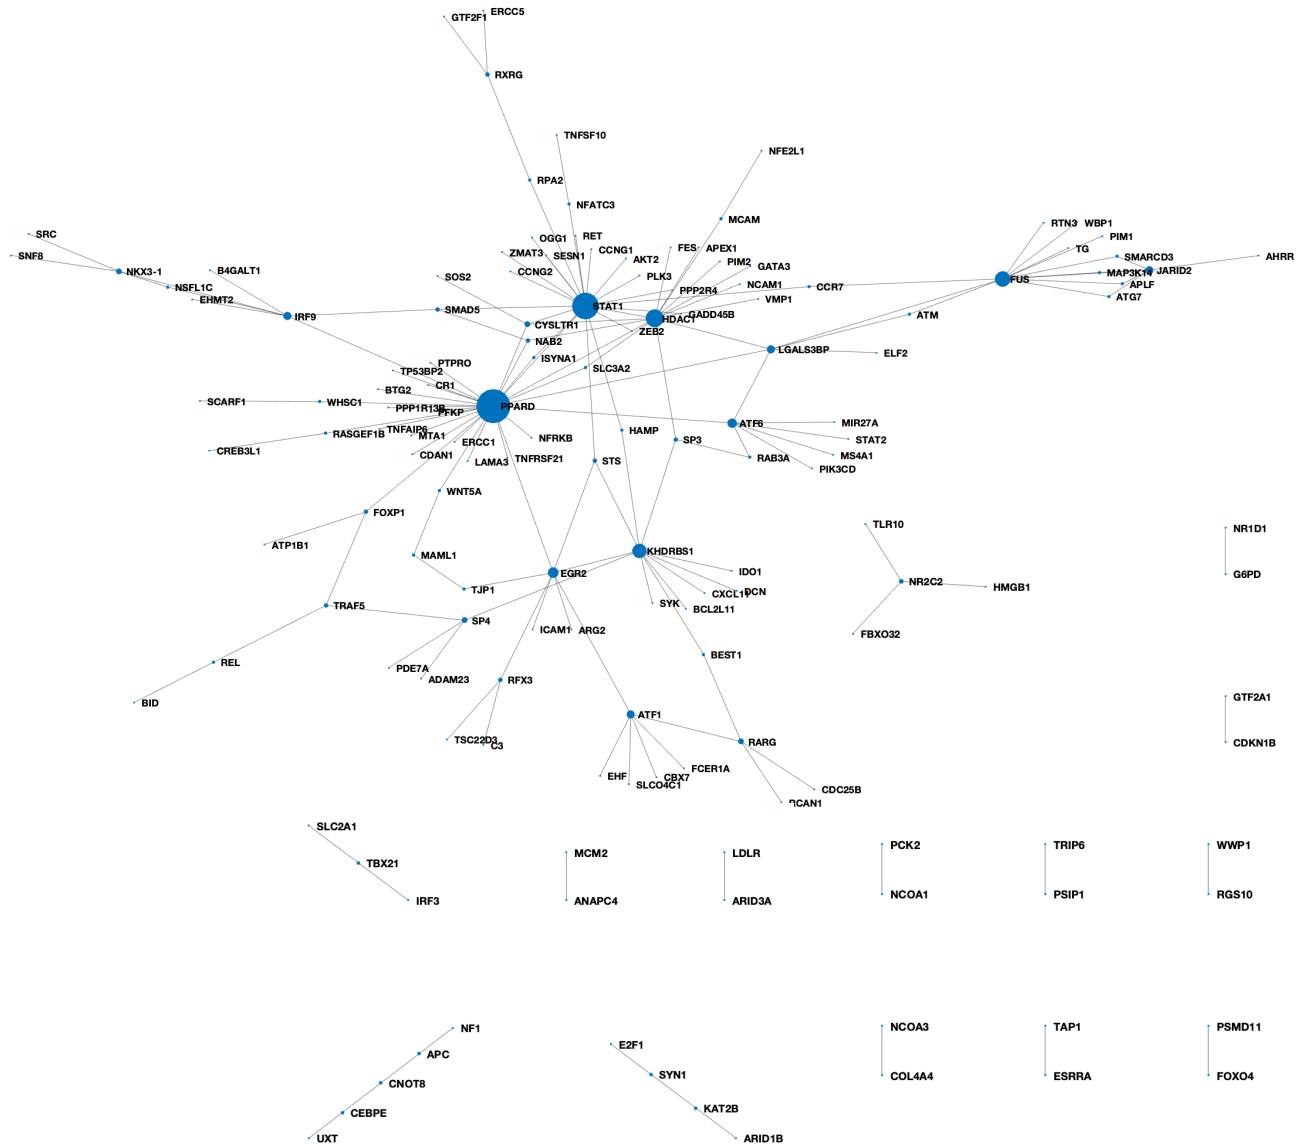 GTF2F1
ERCC5
RXRG
TNFSF10
NFE2L1
RPA2
NFATC3
MCAM
SRC
SNF8
NKX3-1
NSFL1C
B4GALT1
EHMT2
IRF9
OGG1
RET
ZMAT3
SESN1
CCNG1
CCNG2
AKT2
PLK3
FES
APEX1
PIM2
GATA3
NCAM1
PPP2R4
VMP1
CCR7
SOS2
SMAD5
STAT1
HDAC1
GADD45B
ZEB2
CYSLTR1
NAB2
ISYNA1
SLC3A2
LGALS3BP
ELF2
ATM
RTN3
WBP1
PIM1
TG
SMARCD3
AHRR
FUS
MAP3K14
JARID2
APLF
ATG7
PTPRO
TP53BP2
CR1
BTG2
SCARF1
WHSC1
PPP1R13B
PFKP
PPARD
TNFAIP6
RASGEF1B
MTA1
CREB3L1
CDAN1
ERCC1
LAMA3
TNFRSF21
NFRKB
HAMP
STS
SP3
ATF6
MIR27A
STAT2
MS4A1
PIK3CD
RAB3A
WNT5A
FOXP1
ATP1B1
MAML1
TJP1
EGR2
KHDRBS1
IDO1
DCN
CXCL11
BCL2L11
SYK
TRAF5
SP4
ICAM1
ARG2
REL
BID
PDE7A
ADAM23
RFX3
BEST1
TSC22D3
C3
ATF1
RARG
EHF
SLCO4C1
CBX7
FCER1A
CDC25B
RCAN1
TLR10
NR2C2
HMGB1
FBXO32
NR1D1
G6PD
GTF2A1
CDKN1B
SLC2A1
TBX21
IRF3
MCM2
ANAPC4
LDLR
ARID3A
PCK2
NCOA1
TRIP6
PSIP1
WWP1
RGS10
NF1
APC
CNOT8
CEBPE
UXT
E2F1
SYN1
KAT2B
ARID1B
NCOA3
COL4A4
TAP1
ESRRA
PSMD11
FOXO4